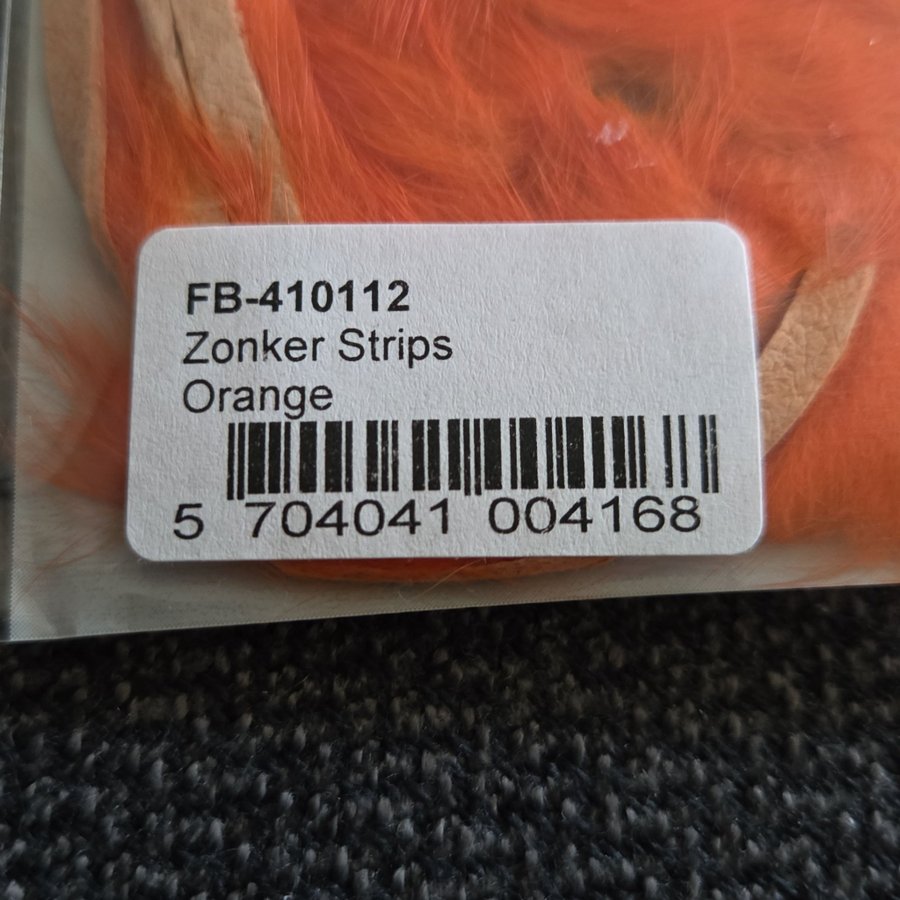 FB-410112
Zonker Strips
Orange
5 704041 004168